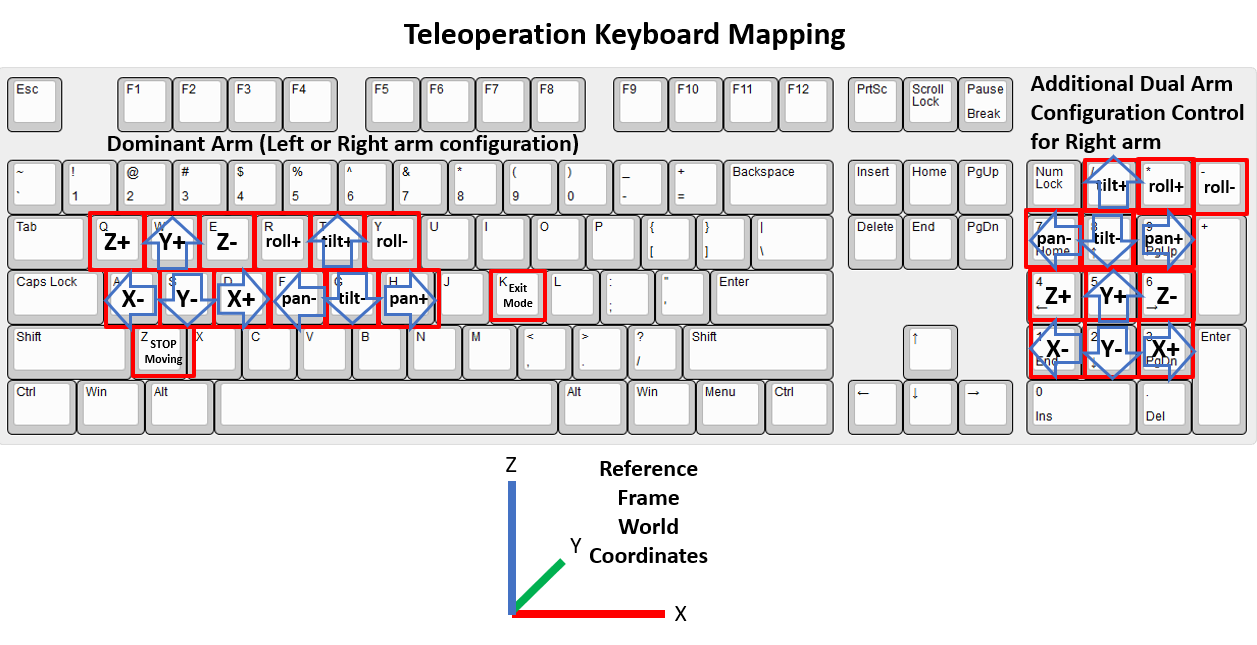 Teleoperation Keyboard Mapping
Esc F1 F2 F3 F4 F5 F6 F7 F8 F9 F10 F11 F12 PrtSc Scroll Lock Pause Break
Additional Dual Arm
Configuration Control
for Right arm
Dominant Arm (Left or Right arm configuration)
~ ! @ # $ % ^ & * ( ) _ + Backspace Insert Home PgUp Num Lock / tilt+ * roll+ - roll-
` 1 2 3 4 5 6 7 8 9 0 - =
Tab Q Z+ W Y+ E Z- R roll+ T tilt+ Y roll- U I O P { [ } ] | \ Delete End PgDn 7 Home pan- 8 ↑ tilt- 9 PgUp pan+ +
Caps Lock A X- S Y- D X+ F pan- G tilt- H pan+ J K Exit Mode L : ; " ' Enter 4 ← Z+ 5 Y+ 6 → Z-
Shift Z STOP Moving X C V B N M < , > . ? / Shift ↑ 1 End X- 2 ↓ Y- 3 PgDn X+ Enter
Ctrl Win Alt Alt Win Menu Ctrl ← ↓ → 0 Ins . Del
Z
Reference
Frame
World
Coordinates
Y
X